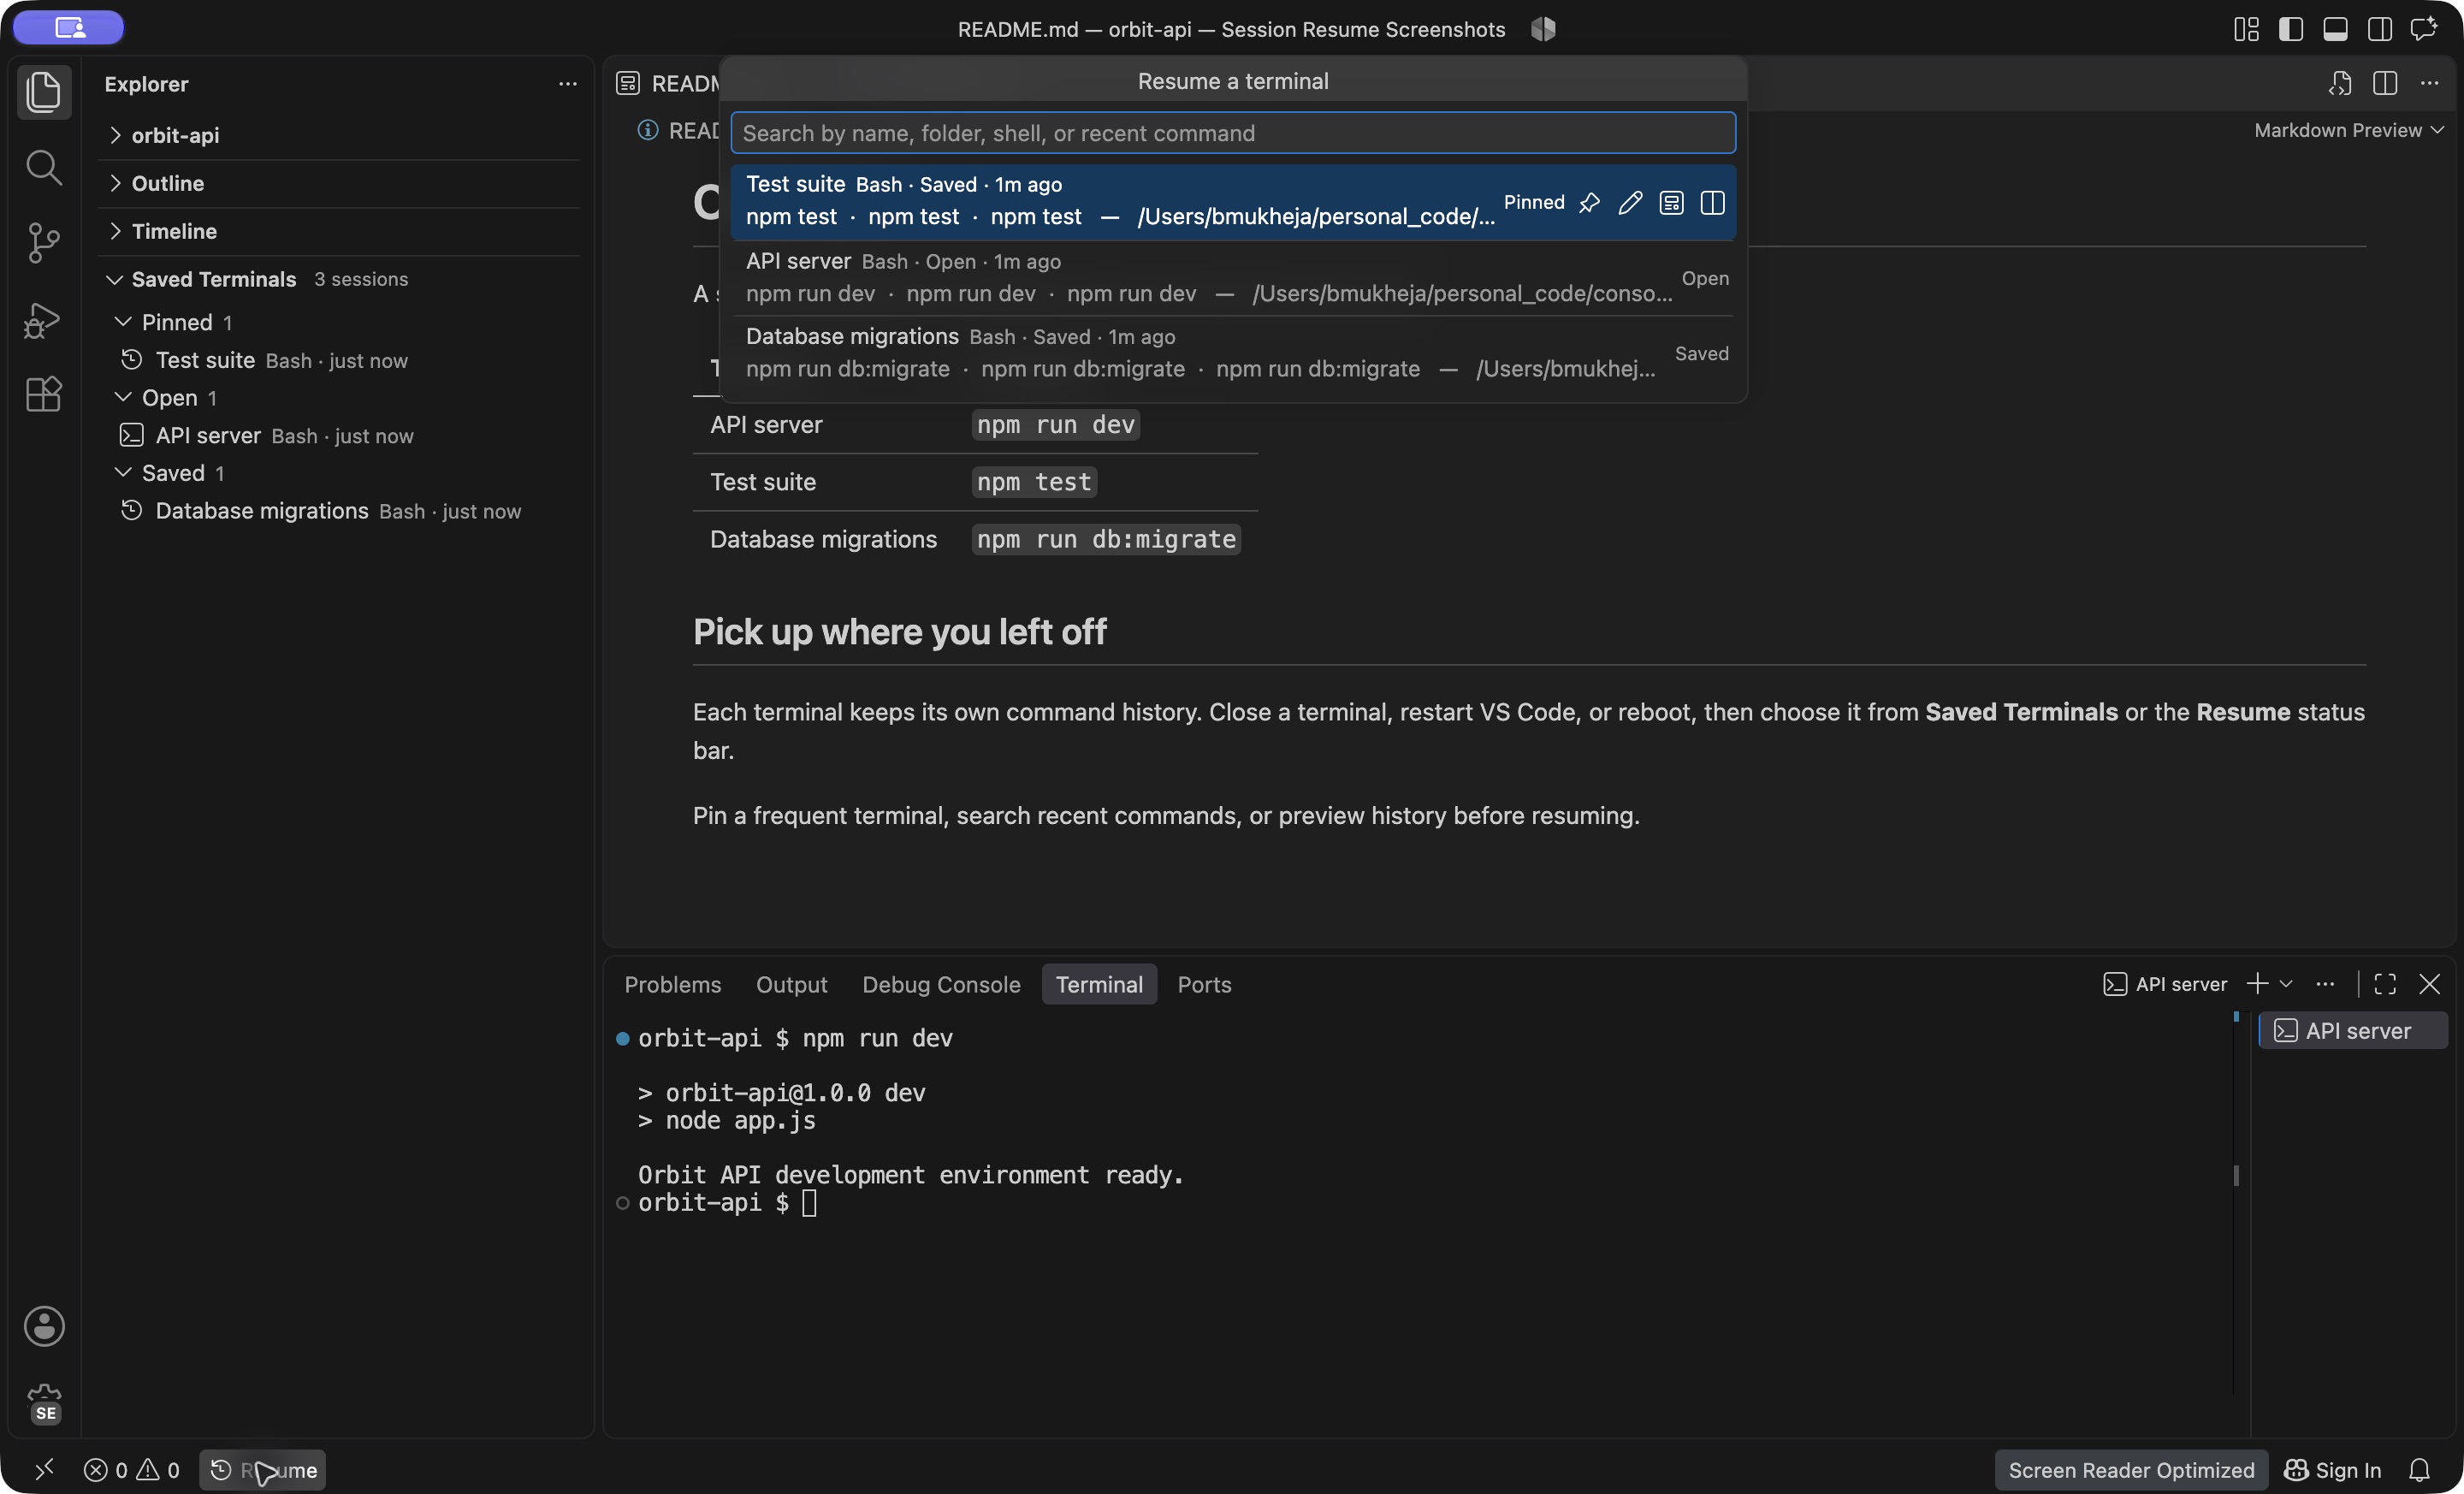 README.md — orbit-api — Session Resume Screenshots
Explorer
orbit-api
Outline
Timeline
Saved Terminals 3 sessions
Pinned 1
Test suite Bash · just now
Open 1
API server Bash · just now
Saved 1
Database migrations Bash · just now
SE
Resume a terminal
Search by name, folder, shell, or recent command
Test suite Bash · Saved · 1m ago
npm test · npm test · npm test — /Users/bmukheja/personal_code/...
Pinned
API server Bash · Open · 1m ago
npm run dev · npm run dev · npm run dev — /Users/bmukheja/personal_code/conso...
Open
Database migrations Bash · Saved · 1m ago
npm run db:migrate · npm run db:migrate · npm run db:migrate — /Users/bmukhej...
Saved
Markdown Preview
API server npm run dev
Test suite npm test
Database migrations npm run db:migrate
Pick up where you left off
Each terminal keeps its own command history. Close a terminal, restart VS Code, or reboot, then choose it from Saved Terminals or the Resume status
bar.
Pin a frequent terminal, search recent commands, or preview history before resuming.
Problems Output Debug Console Terminal Ports
API server
API server
orbit-api $ npm run dev
> orbit-api@1.0.0 dev
> node app.js
Orbit API development environment ready.
orbit-api $
0 0
Screen Reader Optimized
Sign In